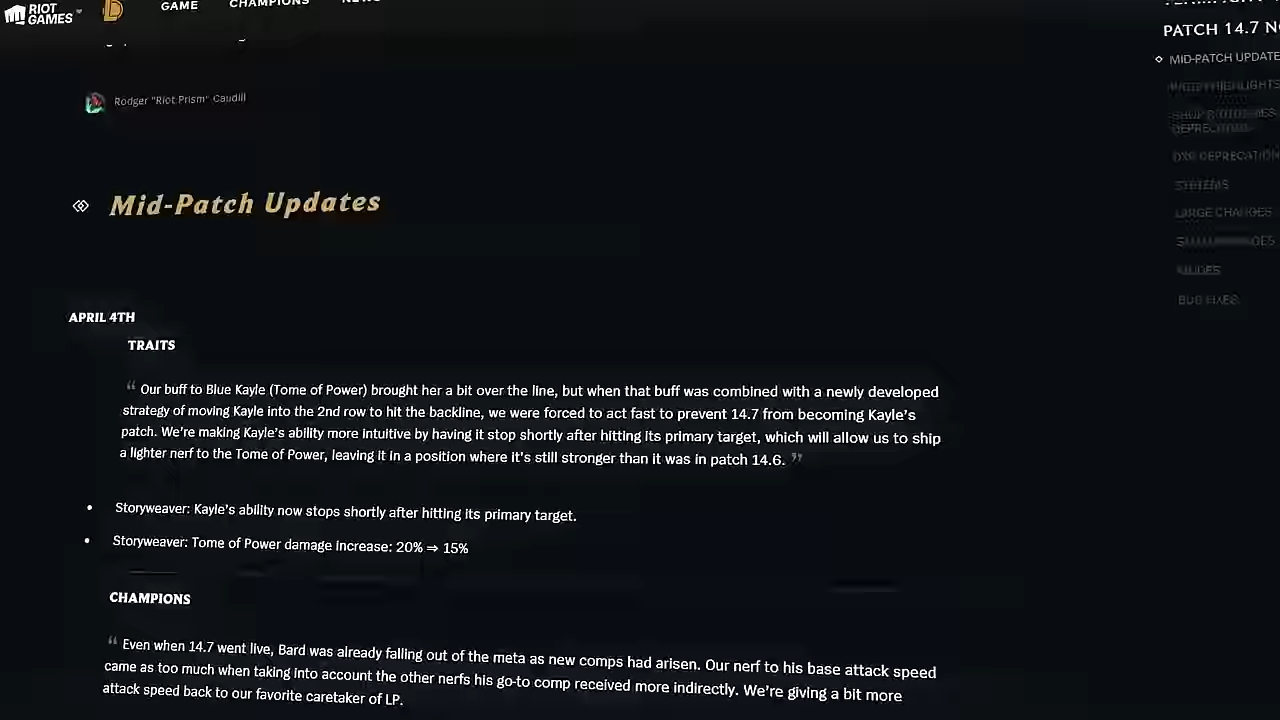 RIOT GAMES
GAME
CHAMPIONS
PATCH 14.7
MID-PATCH UPDATE
Rodger "Riot Prism" Caudill
Mid-Patch Updates
DEPRECATION
SYSTEMS
LARGE CHANGES
BUG FIXES
APRIL 4TH
TRAITS
“ Our buff to Blue Kayle (Tome of Power) brought her a bit over the line, but when that buff was combined with a newly developed
strategy of moving Kayle into the 2nd row to hit the backline, we were forced to act fast to prevent 14.7 from becoming Kayle's
patch. We're making Kayle's ability more intuitive by having it stop shortly after hitting its primary target, which will allow us to ship
a lighter nerf to the Tome of Power, leaving it in a position where it's still stronger than it was in patch 14.6. ”
• Storyweaver: Kayle's ability now stops shortly after hitting its primary target.
• Storyweaver: Tome of Power damage increase: 20% ⇒ 15%
CHAMPIONS
“ Even when 14.7 went live, Bard was already falling out of the meta as new comps had arisen. Our nerf to his base attack speed
came as too much when taking into account the other nerfs his go-to comp received more indirectly. We're giving a bit more
attack speed back to our favorite caretaker of LP.